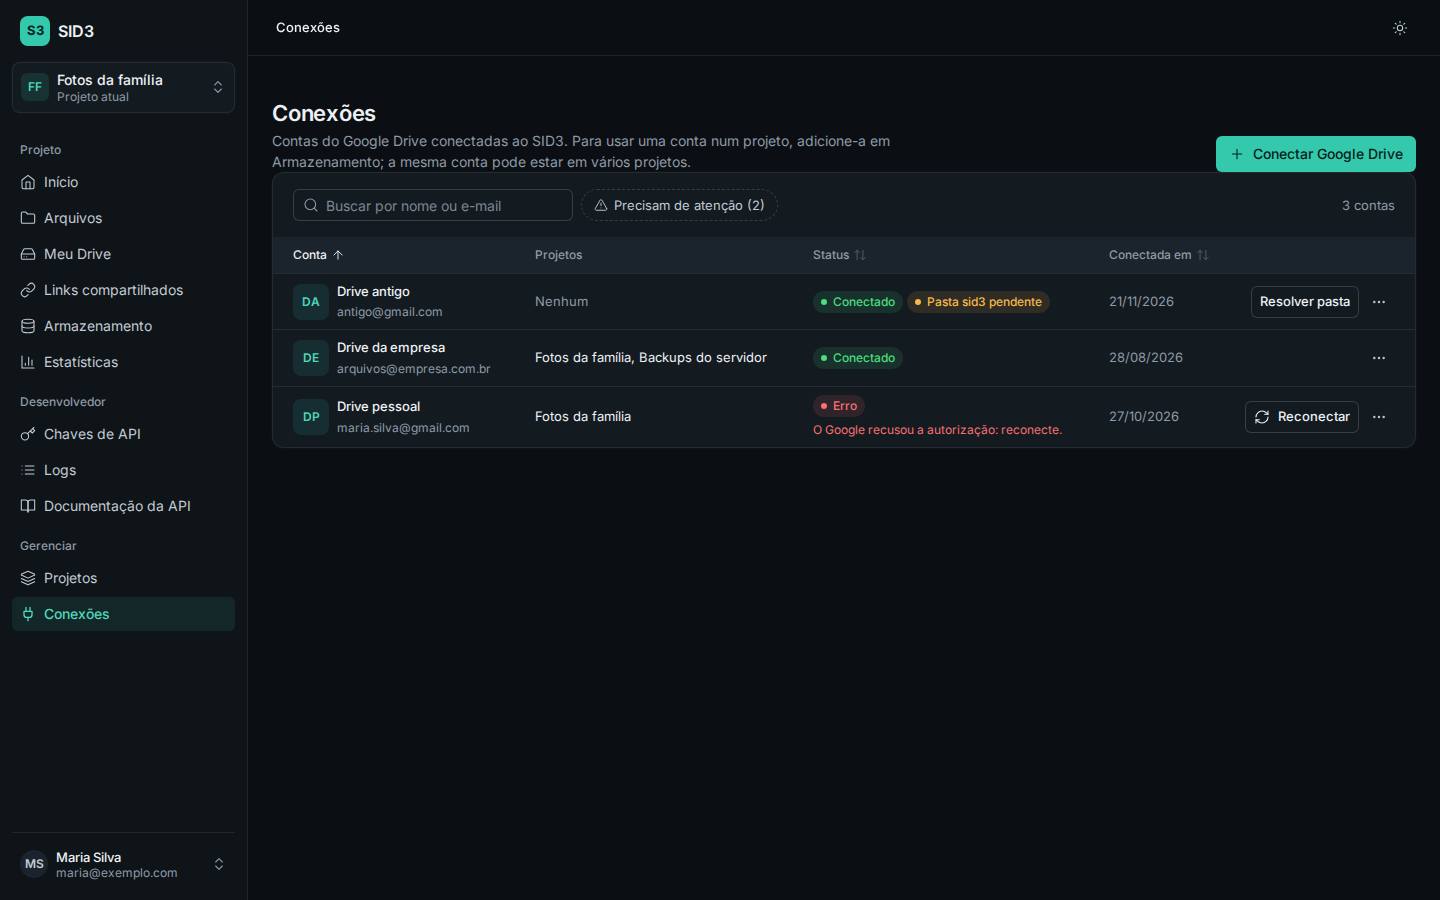 S3 SID3
Conexões
FF Fotos da família
Projeto atual
Projeto
Início
Arquivos
Meu Drive
Links compartilhados
Armazenamento
Estatísticas
Desenvolvedor
Chaves de API
Logs
Documentação da API
Gerenciar
Projetos
Conexões
MS Maria Silva
maria@exemplo.com
Conexões
Contas do Google Drive conectadas ao SID3. Para usar uma conta num projeto, adicione-a em
Armazenamento; a mesma conta pode estar em vários projetos.
Conectar Google Drive
Buscar por nome ou e-mail Precisam de atenção (2) 3 contas
Conta Projetos Status Conectada em
DA Drive antigo
antigo@gmail.com
Nenhum Conectado Pasta sid3 pendente 21/11/2026 Resolver pasta
DE Drive da empresa
arquivos@empresa.com.br
Fotos da família, Backups do servidor Conectado 28/08/2026
DP Drive pessoal
maria.silva@gmail.com
Fotos da família Erro
O Google recusou a autorização: reconecte.
27/10/2026 Reconectar